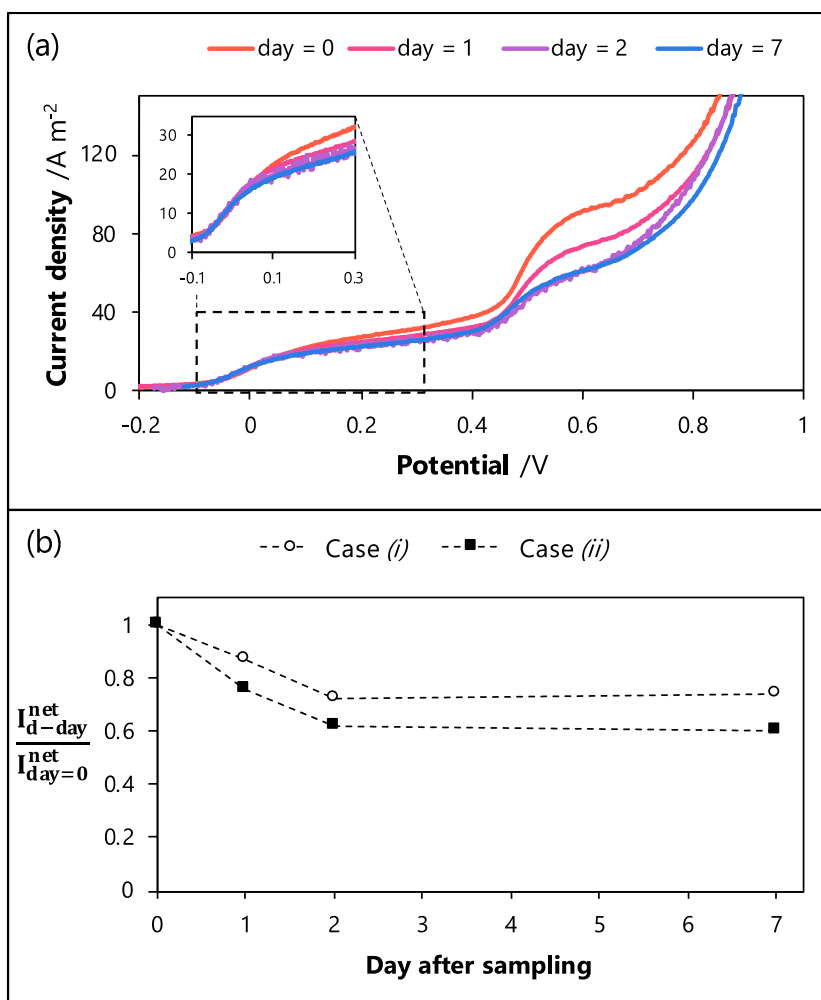 (a)
day = 0 day = 1 day = 2 day = 7
Current density /A m⁻²
120
80
40
0
30
20
10
0
-0.1 0.1 0.3
-0.2 0 0.2 0.4 0.6 0.8 1
Potential /V
(b)
Case (i) Case (ii)
I^net_d−day
I^net_day=0
1
0.8
0.6
0.4
0.2
0
0 1 2 3 4 5 6 7
Day after sampling